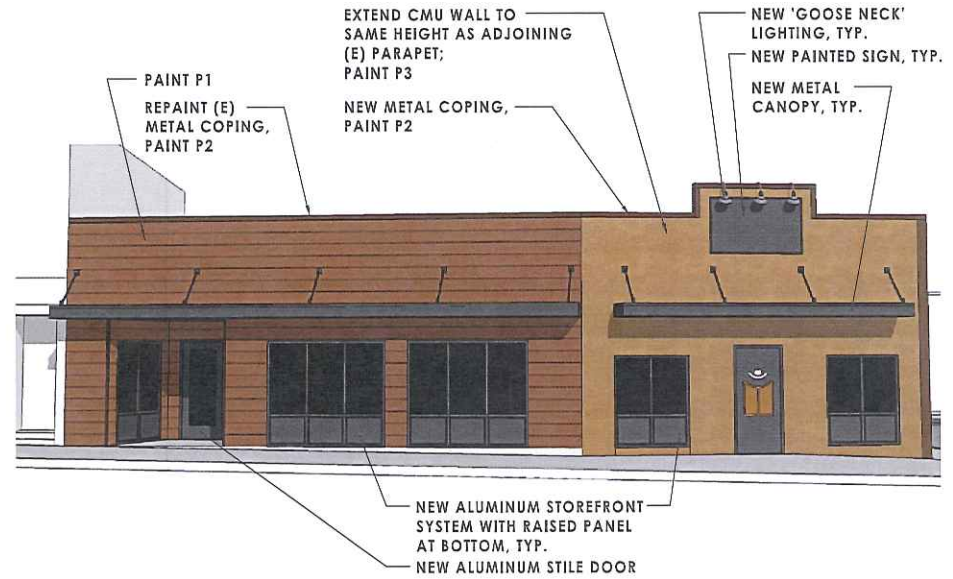 EXTEND CMU WALL TO
SAME HEIGHT AS ADJOINING
(E) PARAPET;
PAINT P3
NEW 'GOOSE NECK'
LIGHTING, TYP.
NEW PAINTED SIGN, TYP.
NEW METAL
CANOPY, TYP.
PAINT P1
REPAINT (E)
METAL COPING,
PAINT P2
NEW METAL COPING,
PAINT P2
NEW ALUMINUM STOREFRONT
SYSTEM WITH RAISED PANEL
AT BOTTOM, TYP.
NEW ALUMINUM STILE DOOR